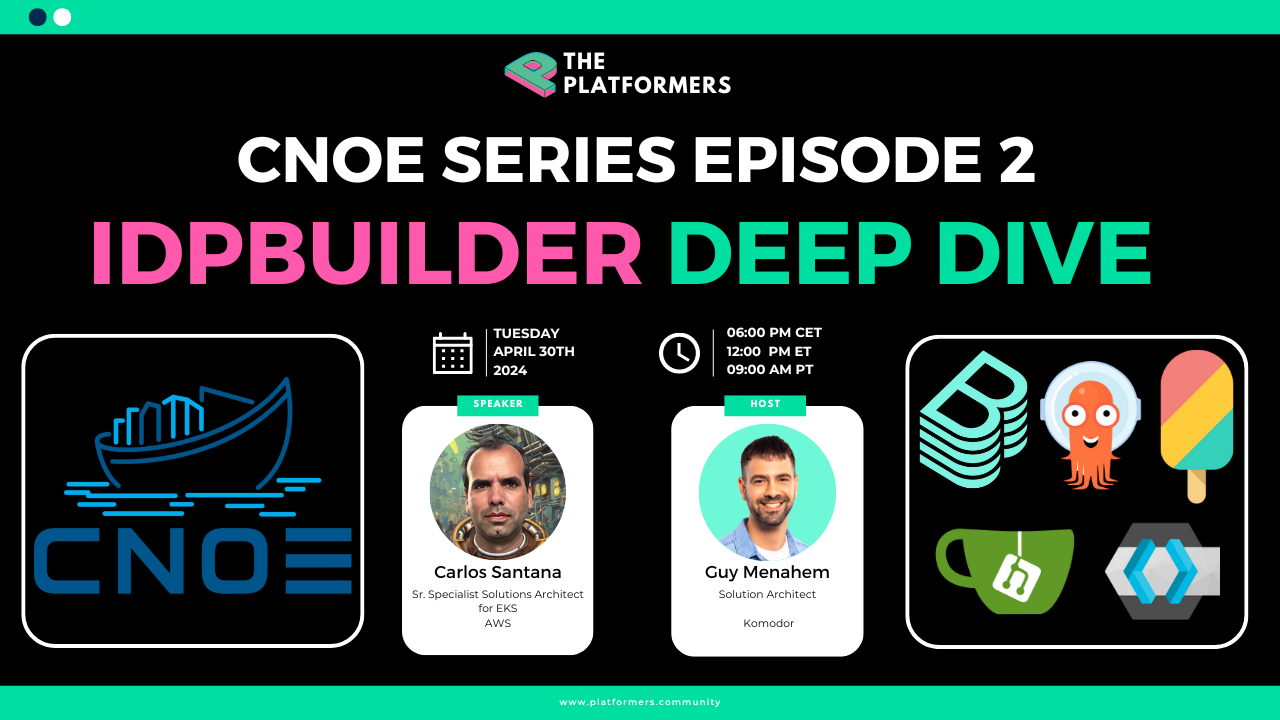 THE
PLATFORMERS
CNOE SERIES EPISODE 2
IDPBUILDER DEEP DIVE
TUESDAY
APRIL 30TH
2024
06:00 PM CET
12:00  PM ET
09:00 AM PT
CNOE
SPEAKER
Carlos Santana
Sr. Specialist Solutions Architect
for EKS
AWS
HOST
Guy Menahem
Solution Architect
Komodor
www.platformers.community